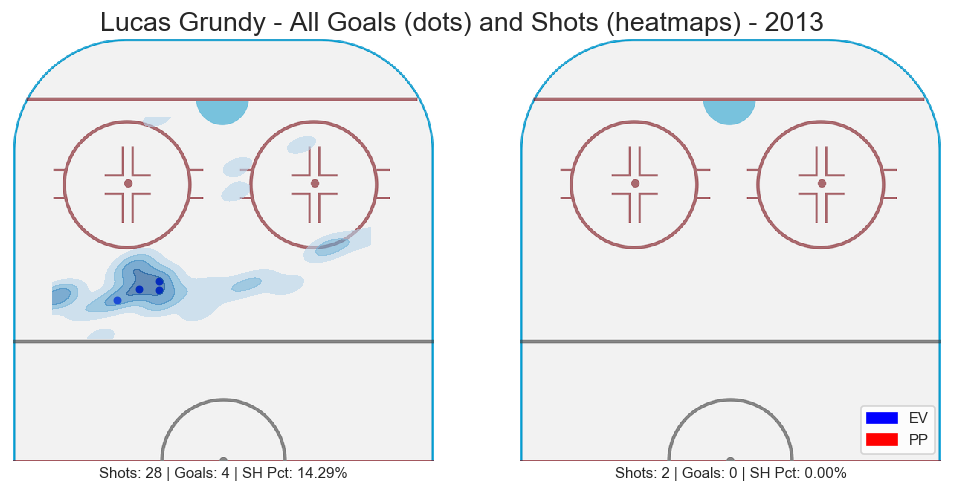 Lucas Grundy - All Goals (dots) and Shots (heatmaps) - 2013
EV
PP
Shots: 28 | Goals: 4 | SH Pct: 14.29%
Shots: 2 | Goals: 0 | SH Pct: 0.00%